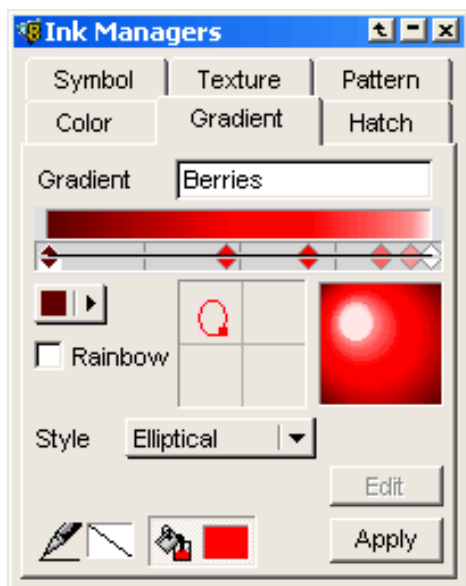 Ink Managers
Symbol Texture Pattern
Color Gradient Hatch
Gradient Berries
Rainbow
Style Elliptical
Edit
Apply